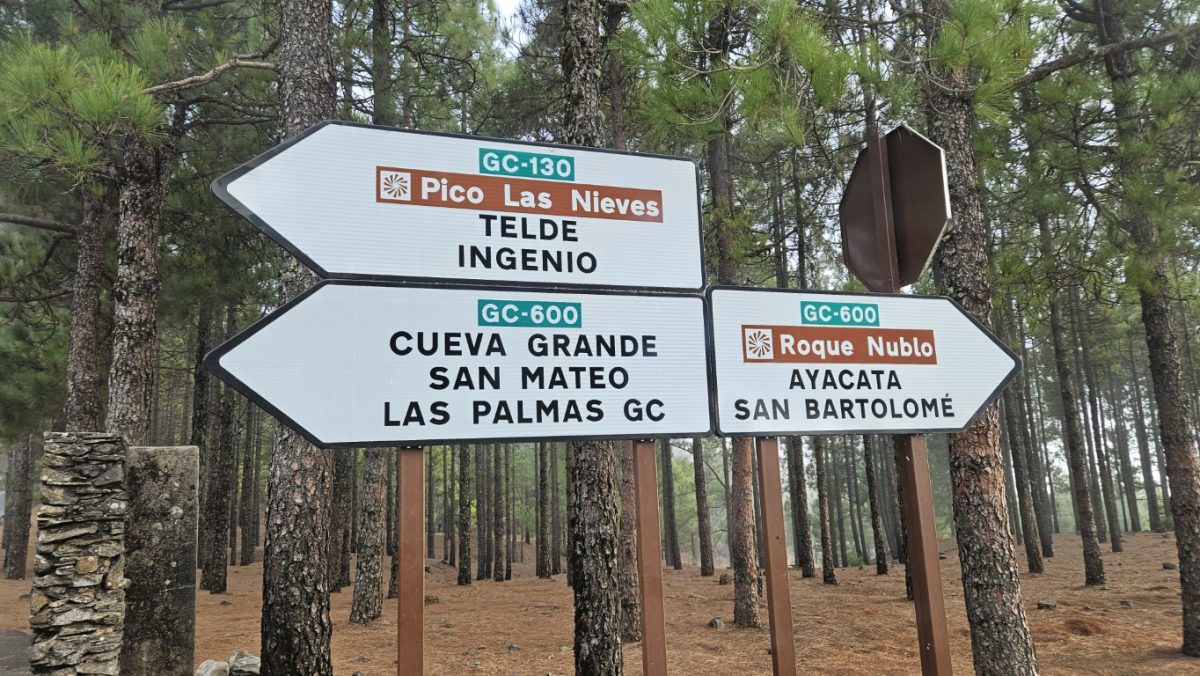 GC-130
Pico Las Nieves
TELDE
INGENIO
GC-600
CUEVA GRANDE
SAN MATEO
LAS PALMAS GC
GC-600
Roque Nublo
AYACATA
SAN BARTOLOMÉ